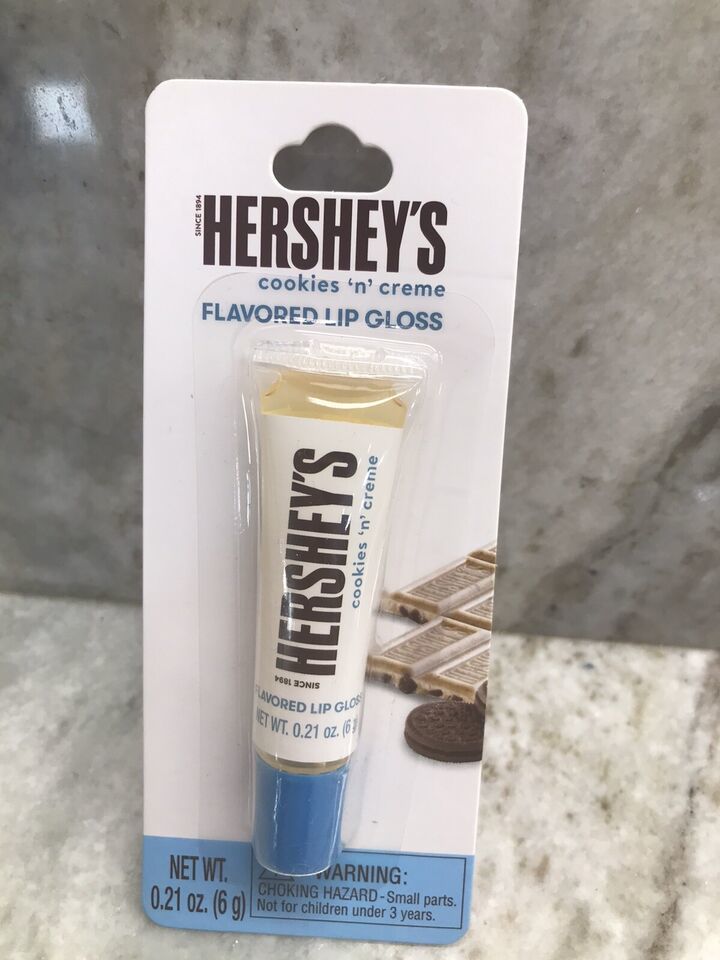 SINCE 1894
HERSHEY'S
cookies 'n' creme
FLAVORED LIP GLOSS
HERSHEY'S
cookies 'n' creme
SINCE 1894
FLAVORED LIP GLOSS
NET WT. 0.21 oz. (6
NET WT.
0.21 oz. (6 g)
WARNING:
CHOKING HAZARD - Small parts.
Not for children under 3 years.